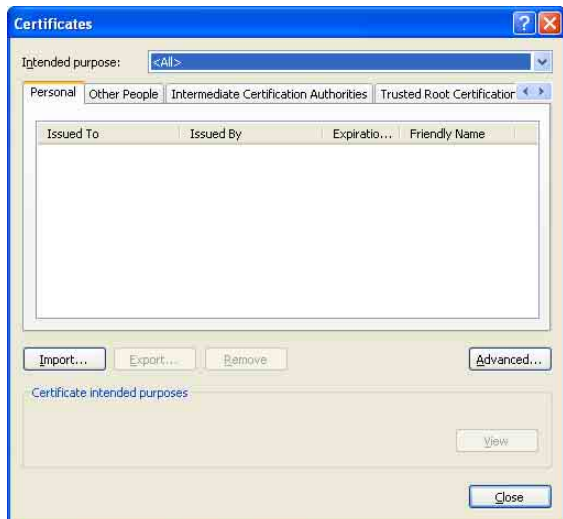 Certificates
Intended purpose: <All>
Personal Other People Intermediate Certification Authorities Trusted Root Certification
Issued To Issued By Expiratio... Friendly Name
Import... Export... Remove Advanced...
Certificate intended purposes
View
Close